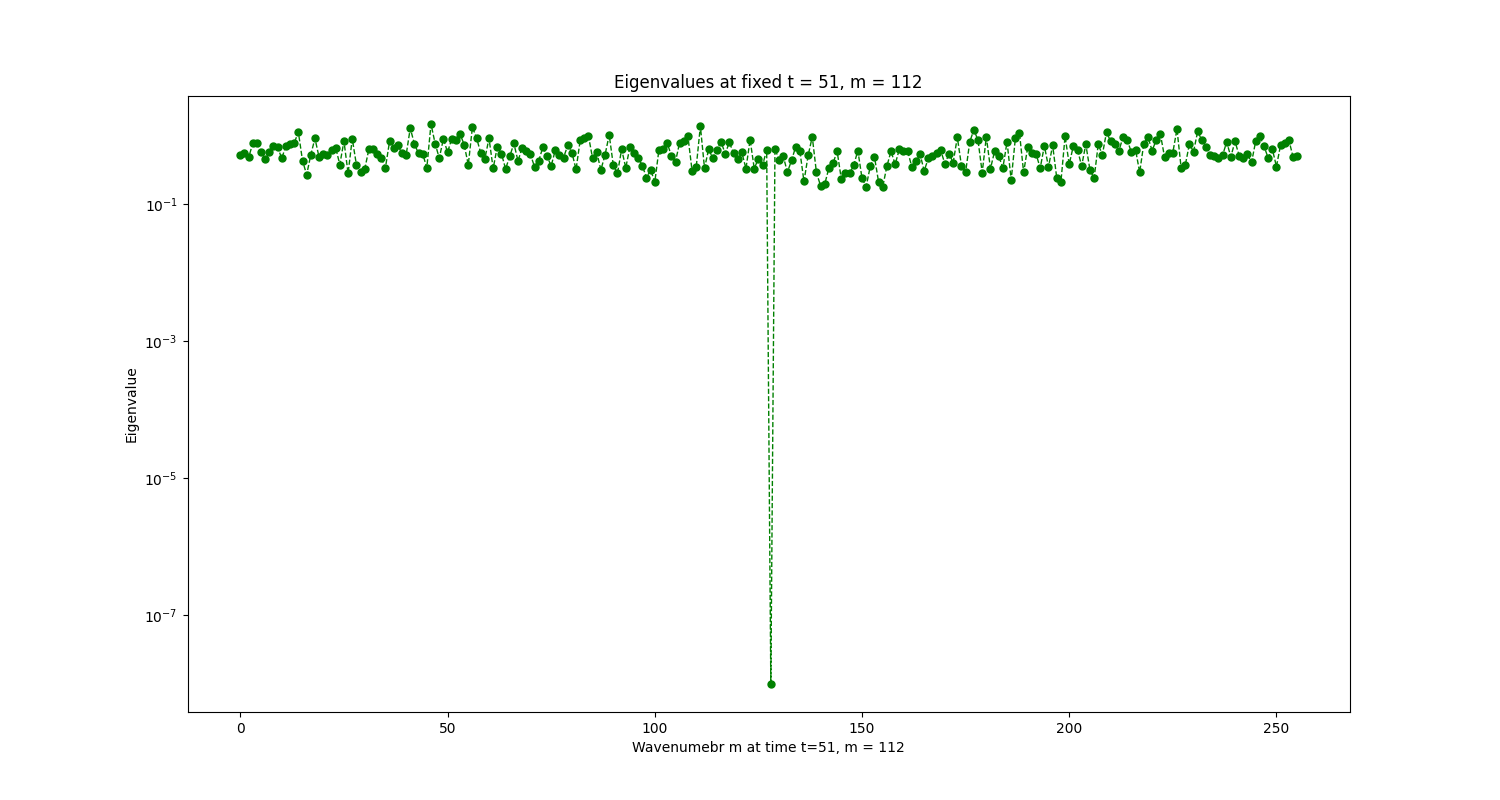 Eigenvalues at fixed t = 51, m = 112
Eigenvalue
10⁻¹
10⁻³
10⁻⁵
10⁻⁷
0 50 100 150 200 250
Wavenumebr m at time t=51, m = 112